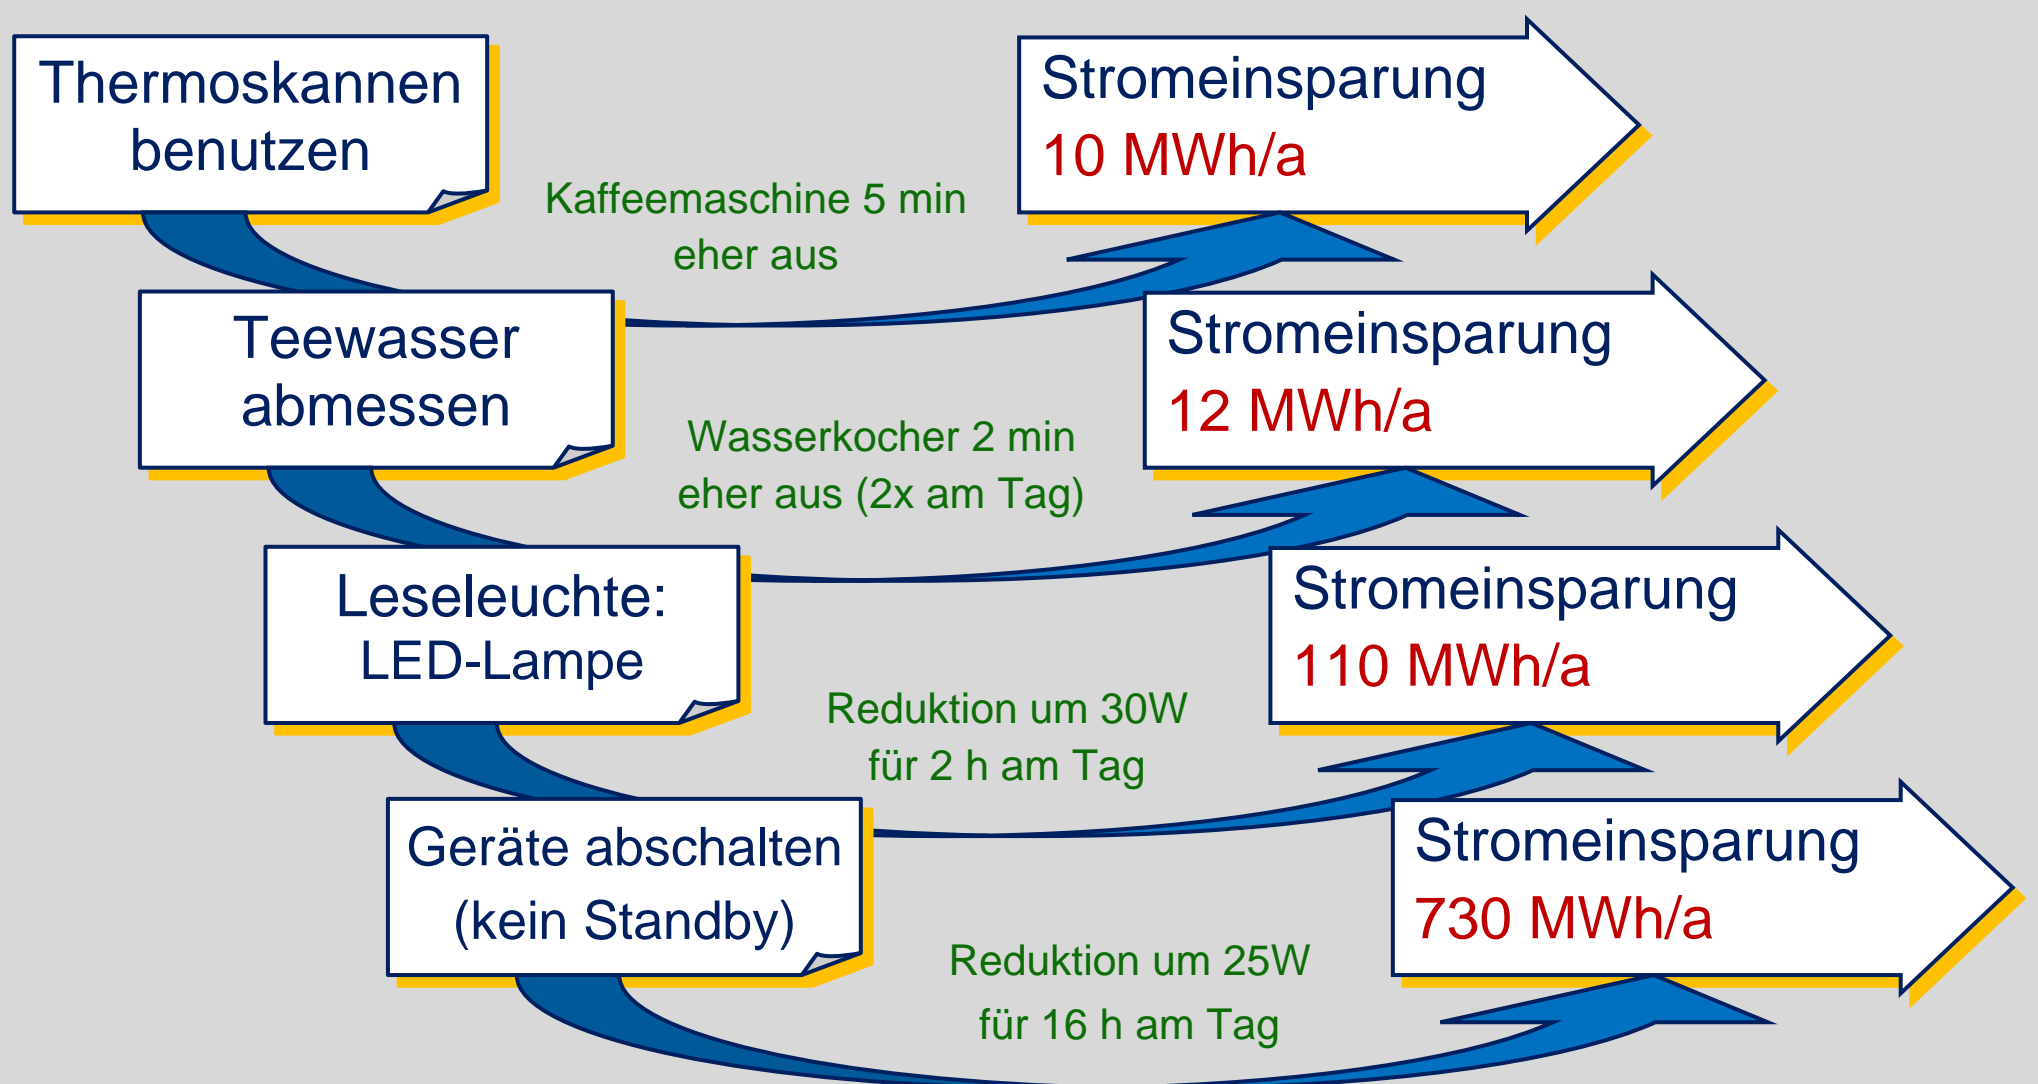 Thermoskannen
benutzen
Kaffeemaschine 5 min
eher aus
Stromeinsparung
10 MWh/a
Teewasser
abmessen
Wasserkocher 2 min
eher aus (2x am Tag)
Stromeinsparung
12 MWh/a
Leseleuchte:
LED-Lampe
Reduktion um 30W
für 2 h am Tag
Stromeinsparung
110 MWh/a
Geräte abschalten
(kein Standby)
Reduktion um 25W
für 16 h am Tag
Stromeinsparung
730 MWh/a